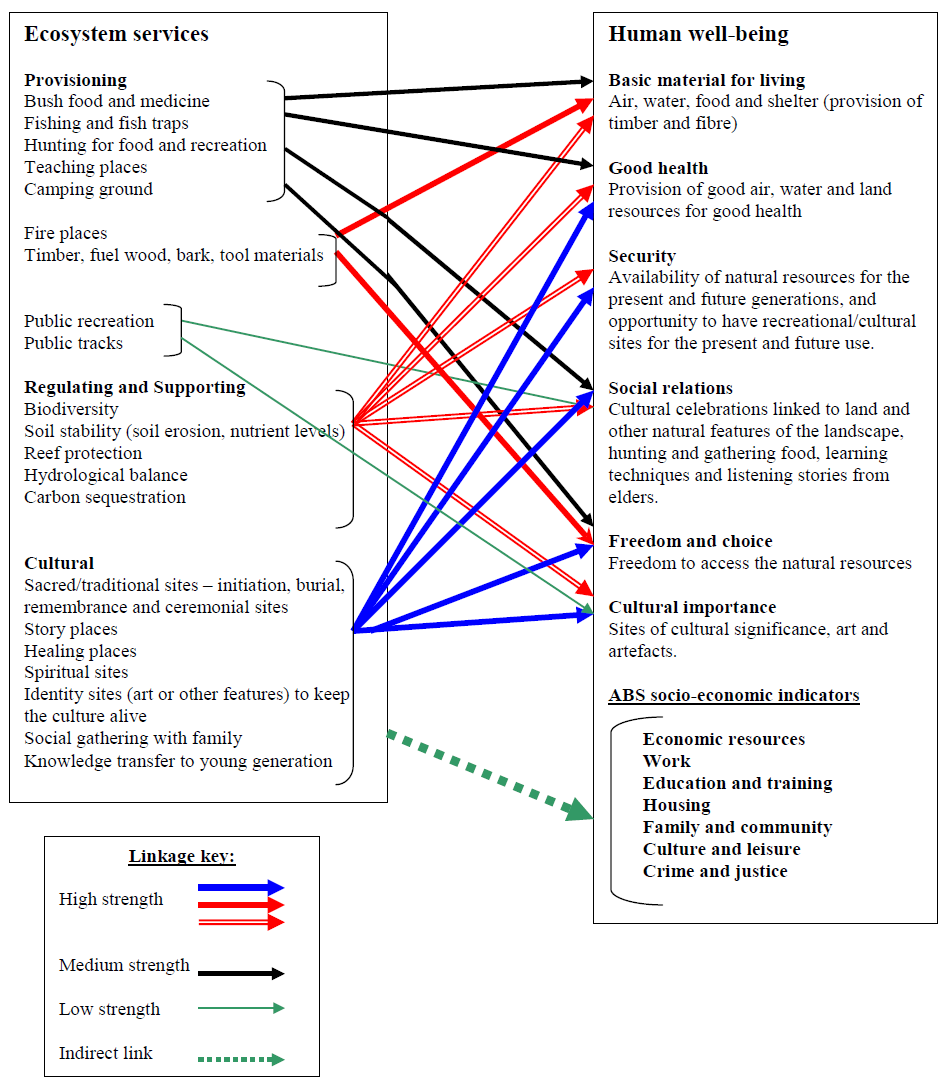 Ecosystem services
Provisioning
Bush food and medicine
Fishing and fish traps
Hunting for food and recreation
Teaching places
Camping ground
Fire places
Timber, fuel wood, bark, tool materials
Public recreation
Public tracks
Regulating and Supporting
Biodiversity
Soil stability (soil erosion, nutrient levels)
Reef protection
Hydrological balance
Carbon sequestration
Cultural
Sacred/traditional sites – initiation, burial,
remembrance and ceremonial sites
Story places
Healing places
Spiritual sites
Identity sites (art or other features) to keep
the culture alive
Social gathering with family
Knowledge transfer to young generation
Human well-being
Basic material for living
Air, water, food and shelter (provision of
timber and fibre)
Good health
Provision of good air, water and land
resources for good health
Security
Availability of natural resources for the
present and future generations, and
opportunity to have recreational/cultural
sites for the present and future use.
Social relations
Cultural celebrations linked to land and
other natural features of the landscape,
hunting and gathering food, learning
techniques and listening stories from
elders.
Freedom and choice
Freedom to access the natural resources
Cultural importance
Sites of cultural significance, art and
artefacts.
ABS socio-economic indicators
Economic resources
Work
Education and training
Housing
Family and community
Culture and leisure
Crime and justice
Linkage key:
High strength
Medium strength
Low strength
Indirect link